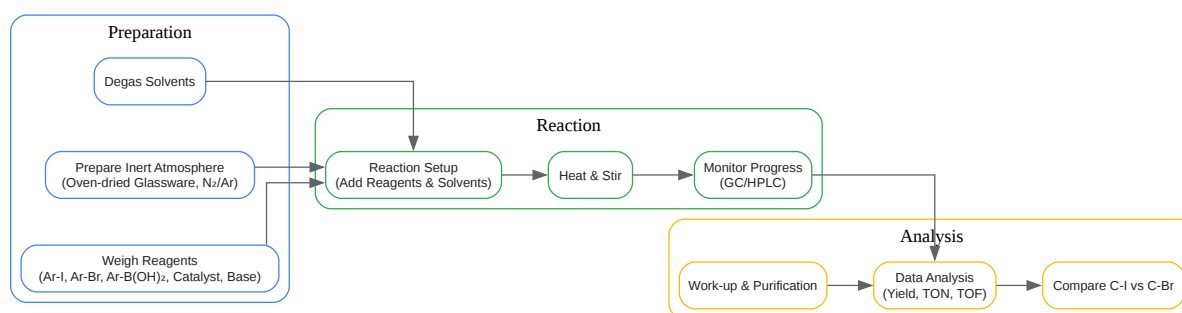 Preparation
Degas Solvents
Prepare Inert Atmosphere
(Oven-dried Glassware, N₂/Ar)
Weigh Reagents
(Ar-I, Ar-Br, Ar-B(OH)₂, Catalyst, Base)
Reaction
Reaction Setup
(Add Reagents & Solvents)
Heat & Stir
Monitor Progress
(GC/HPLC)
Analysis
Work-up & Purification
Data Analysis
(Yield, TON, TOF)
Compare C-I vs C-Br